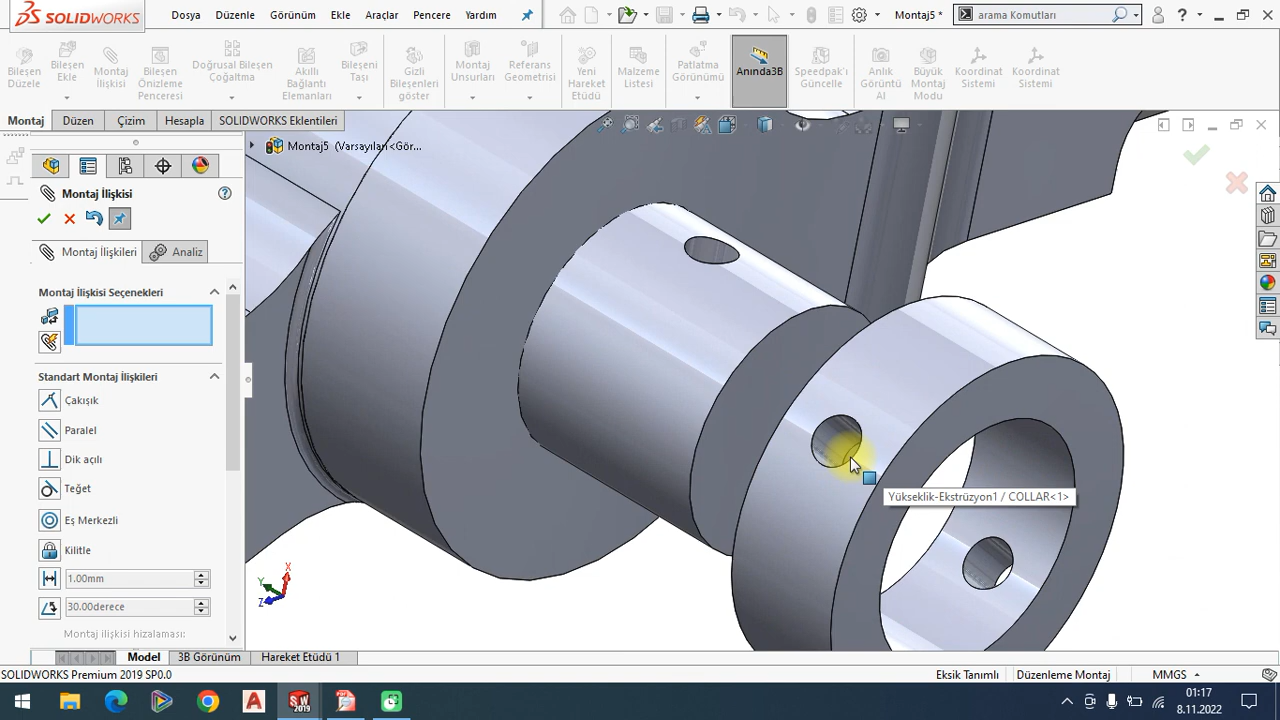 SOLIDWORKS
Dosya Düzenle Görünüm Ekle Araçlar Pencere Yardım
Montaj5 *
arama Komutları
Bileşen Düzenle
Bileşen Ekle
Montaj İlişkisi
Bileşen Önizleme Penceresi
Doğrusal Bileşen Çoğaltma
Akıllı Bağlantı Elemanları
Bileşeni Taşı
Gizli Bileşenleri göster
Montaj Unsurları
Referans Geometrisi
Yeni Hareket Etüdü
Malzeme Listesi
Patlatma Görünümü
Anında3B
Speedpak'ı Güncelle
Anlık Görüntü Al
Büyük Montaj Modu
Koordinat Sistemi
Koordinat Sistemi
Montaj Düzen Çizim Hesapla SOLIDWORKS Eklentileri
Montaj5 (Varsayılan<Gör...
Montaj İlişkisi
Montaj İlişkileri Analiz
Montaj İlişkisi Seçenekleri
Standart Montaj İlişkileri
Çakışık
Paralel
Dik açılı
Teğet
Eş Merkezli
Kilitle
1.00mm
30.00derece
Montaj ilişkisi hizalaması:
Yükseklik-Ekstrüzyon1 / COLLAR<1>
X
Y
Z
Model 3B Görünüm Hareket Etüdü 1
SOLIDWORKS Premium 2019 SP0.0
Eksik Tanımlı Düzenleme Montaj MMGS
SW
2019
01:17
8.11.2022